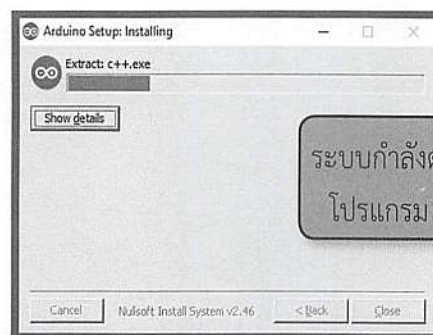 Arduino Setup: Installing
Extract: c++.exe
Show details
ระบบกำลัง
โปรแกรม
Cancel
Nullsoft Install System v2.46
< Back
Close